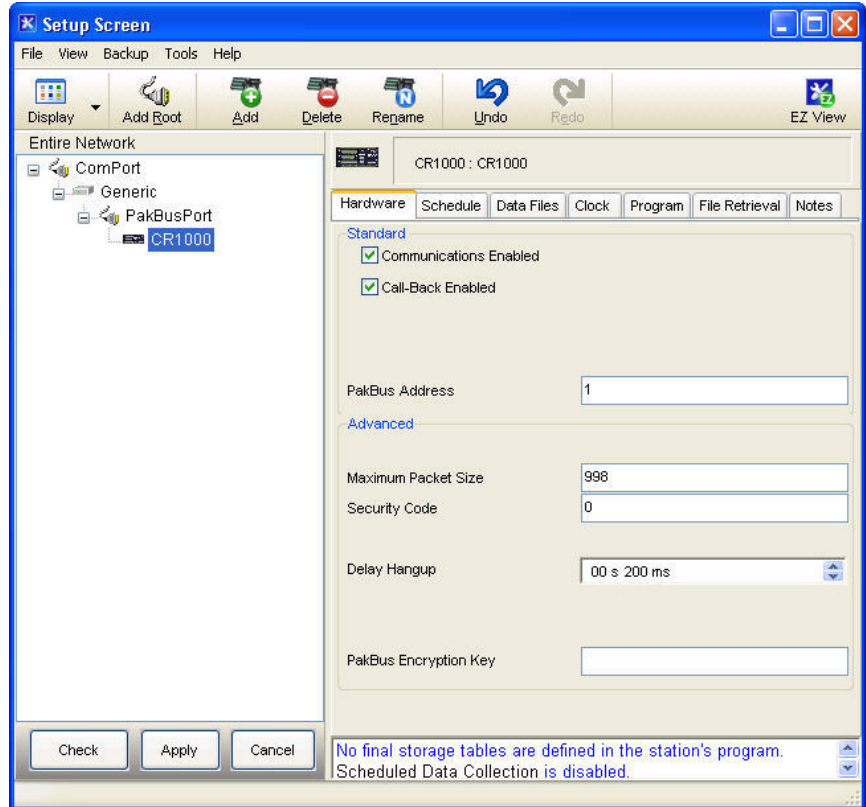 Setup Screen
File View Backup Tools Help
Display Add Root Add Delete Rename Undo Redo EZ View
Entire Network
ComPort
Generic
PakBusPort
CR1000
CR1000 : CR1000
Hardware Schedule Data Files Clock Program File Retrieval Notes
Standard
Communications Enabled
Call-Back Enabled
PakBus Address 1
Advanced
Maximum Packet Size 998
Security Code 0
Delay Hangup 00 s 200 ms
PakBus Encryption Key
Check Apply Cancel
No final storage tables are defined in the station's program.
Scheduled Data Collection is disabled.